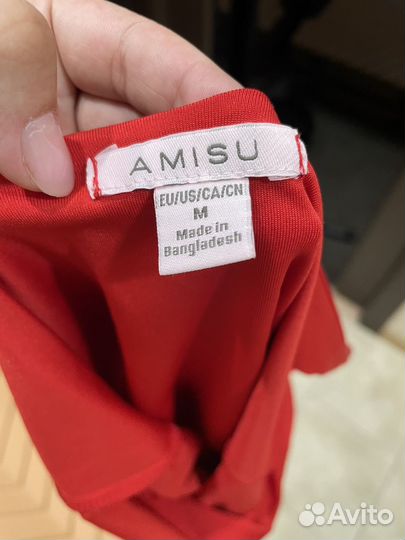 AMISU
EU/US/CA/CN
M
Made in
Bangladesh
Avito